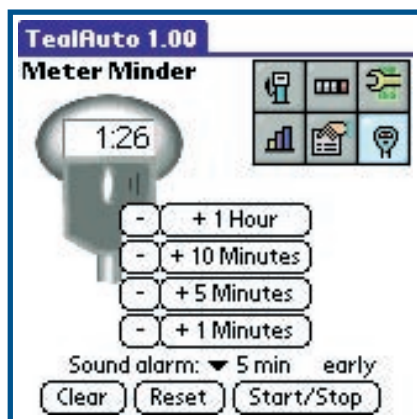 TealAuto 1.00
Meter Minder
1:26
- + 1 Hour
- + 10 Minutes
- + 5 Minutes
- + 1 Minutes
Sound alarm: 5 min early
Clear Reset Start/Stop